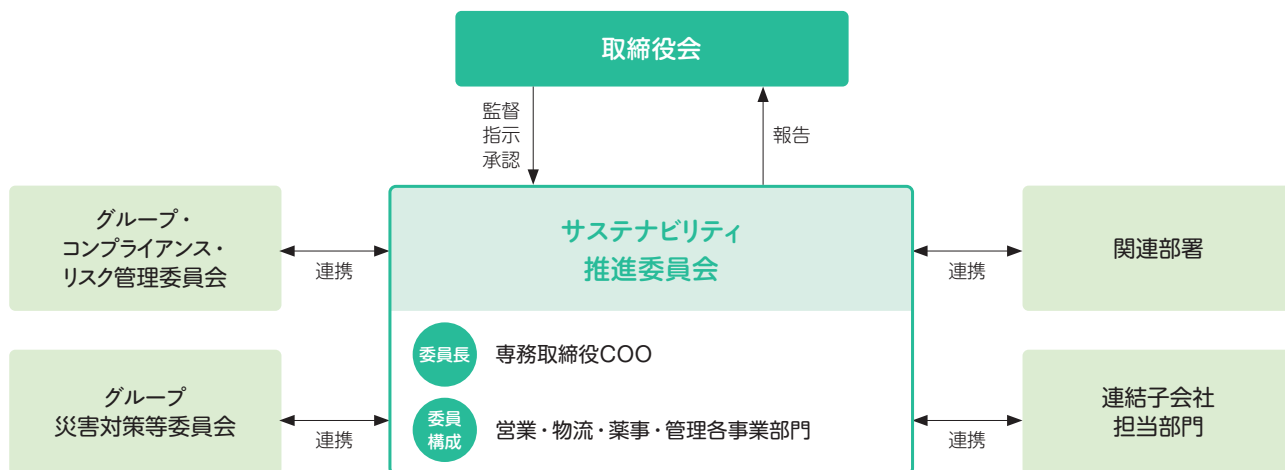 取締役会
監督
指示
承認
報告
グループ・
コンプライアンス・
リスク管理委員会
連携
サステナビリティ
推進委員会
連携
関連部署
委員長 専務取締役COO
グループ
災害対策等委員会
連携
委員
構成
営業・物流・薬事・管理各事業部門
連携
連結子会社
担当部門